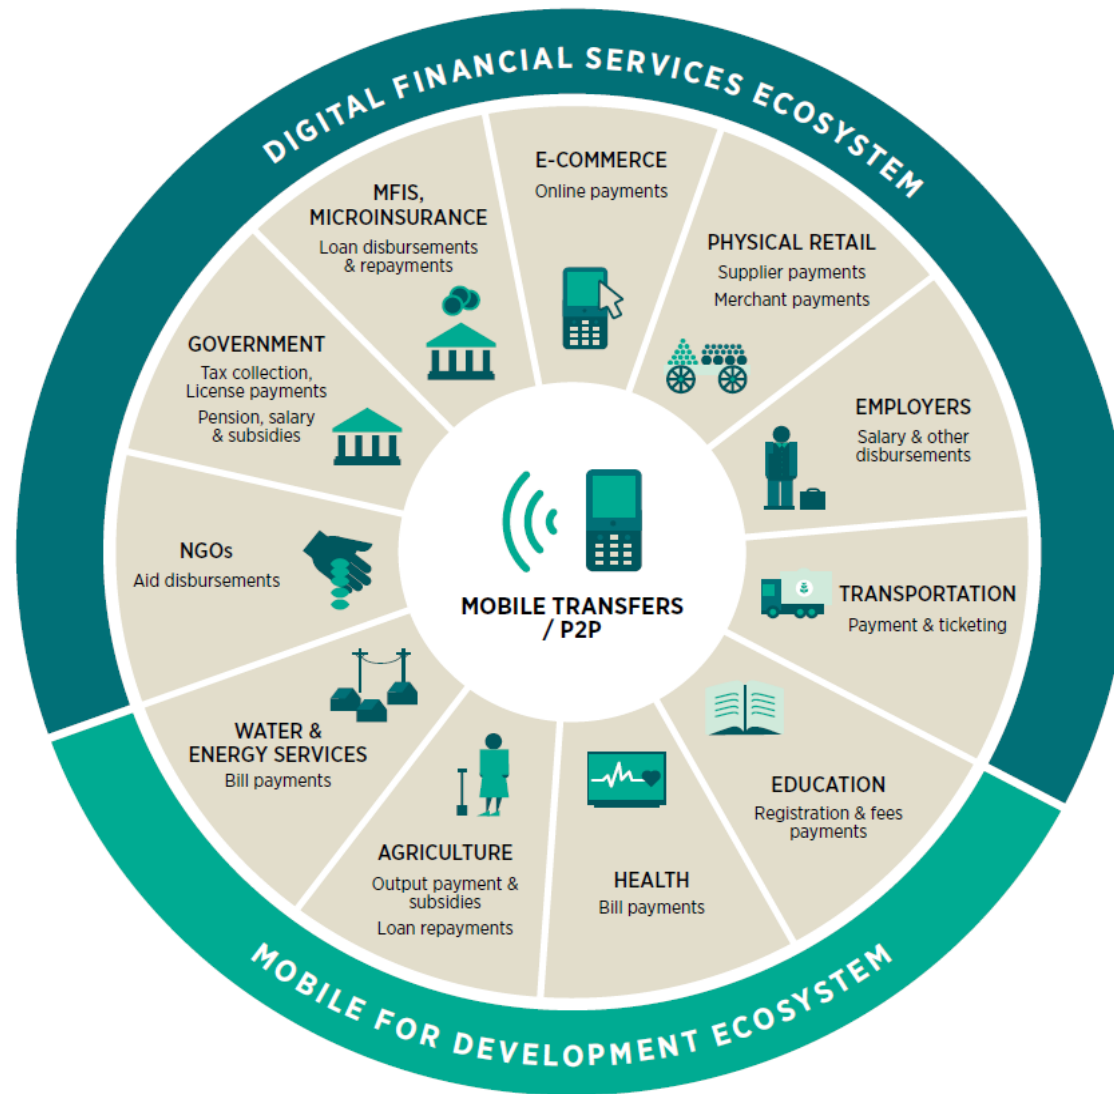 DIGITAL FINANCIAL SERVICES ECOSYSTEM
E-COMMERCE
Online payments
PHYSICAL RETAIL
Supplier payments
Merchant payments
EMPLOYERS
Salary & other
disbursements
TRANSPORTATION
Payment & ticketing
EDUCATION
Registration & fees
payments
HEALTH
Bill payments
AGRICULTURE
Output payment &
subsidies
Loan repayments
WATER &
ENERGY SERVICES
Bill payments
NGOs
Aid disbursements
GOVERNMENT
Tax collection,
License payments
Pension, salary
& subsidies
MFIS,
MICROINSURANCE
Loan disbursements
& repayments
MOBILE TRANSFERS
/ P2P
MOBILE FOR DEVELOPMENT ECOSYSTEM